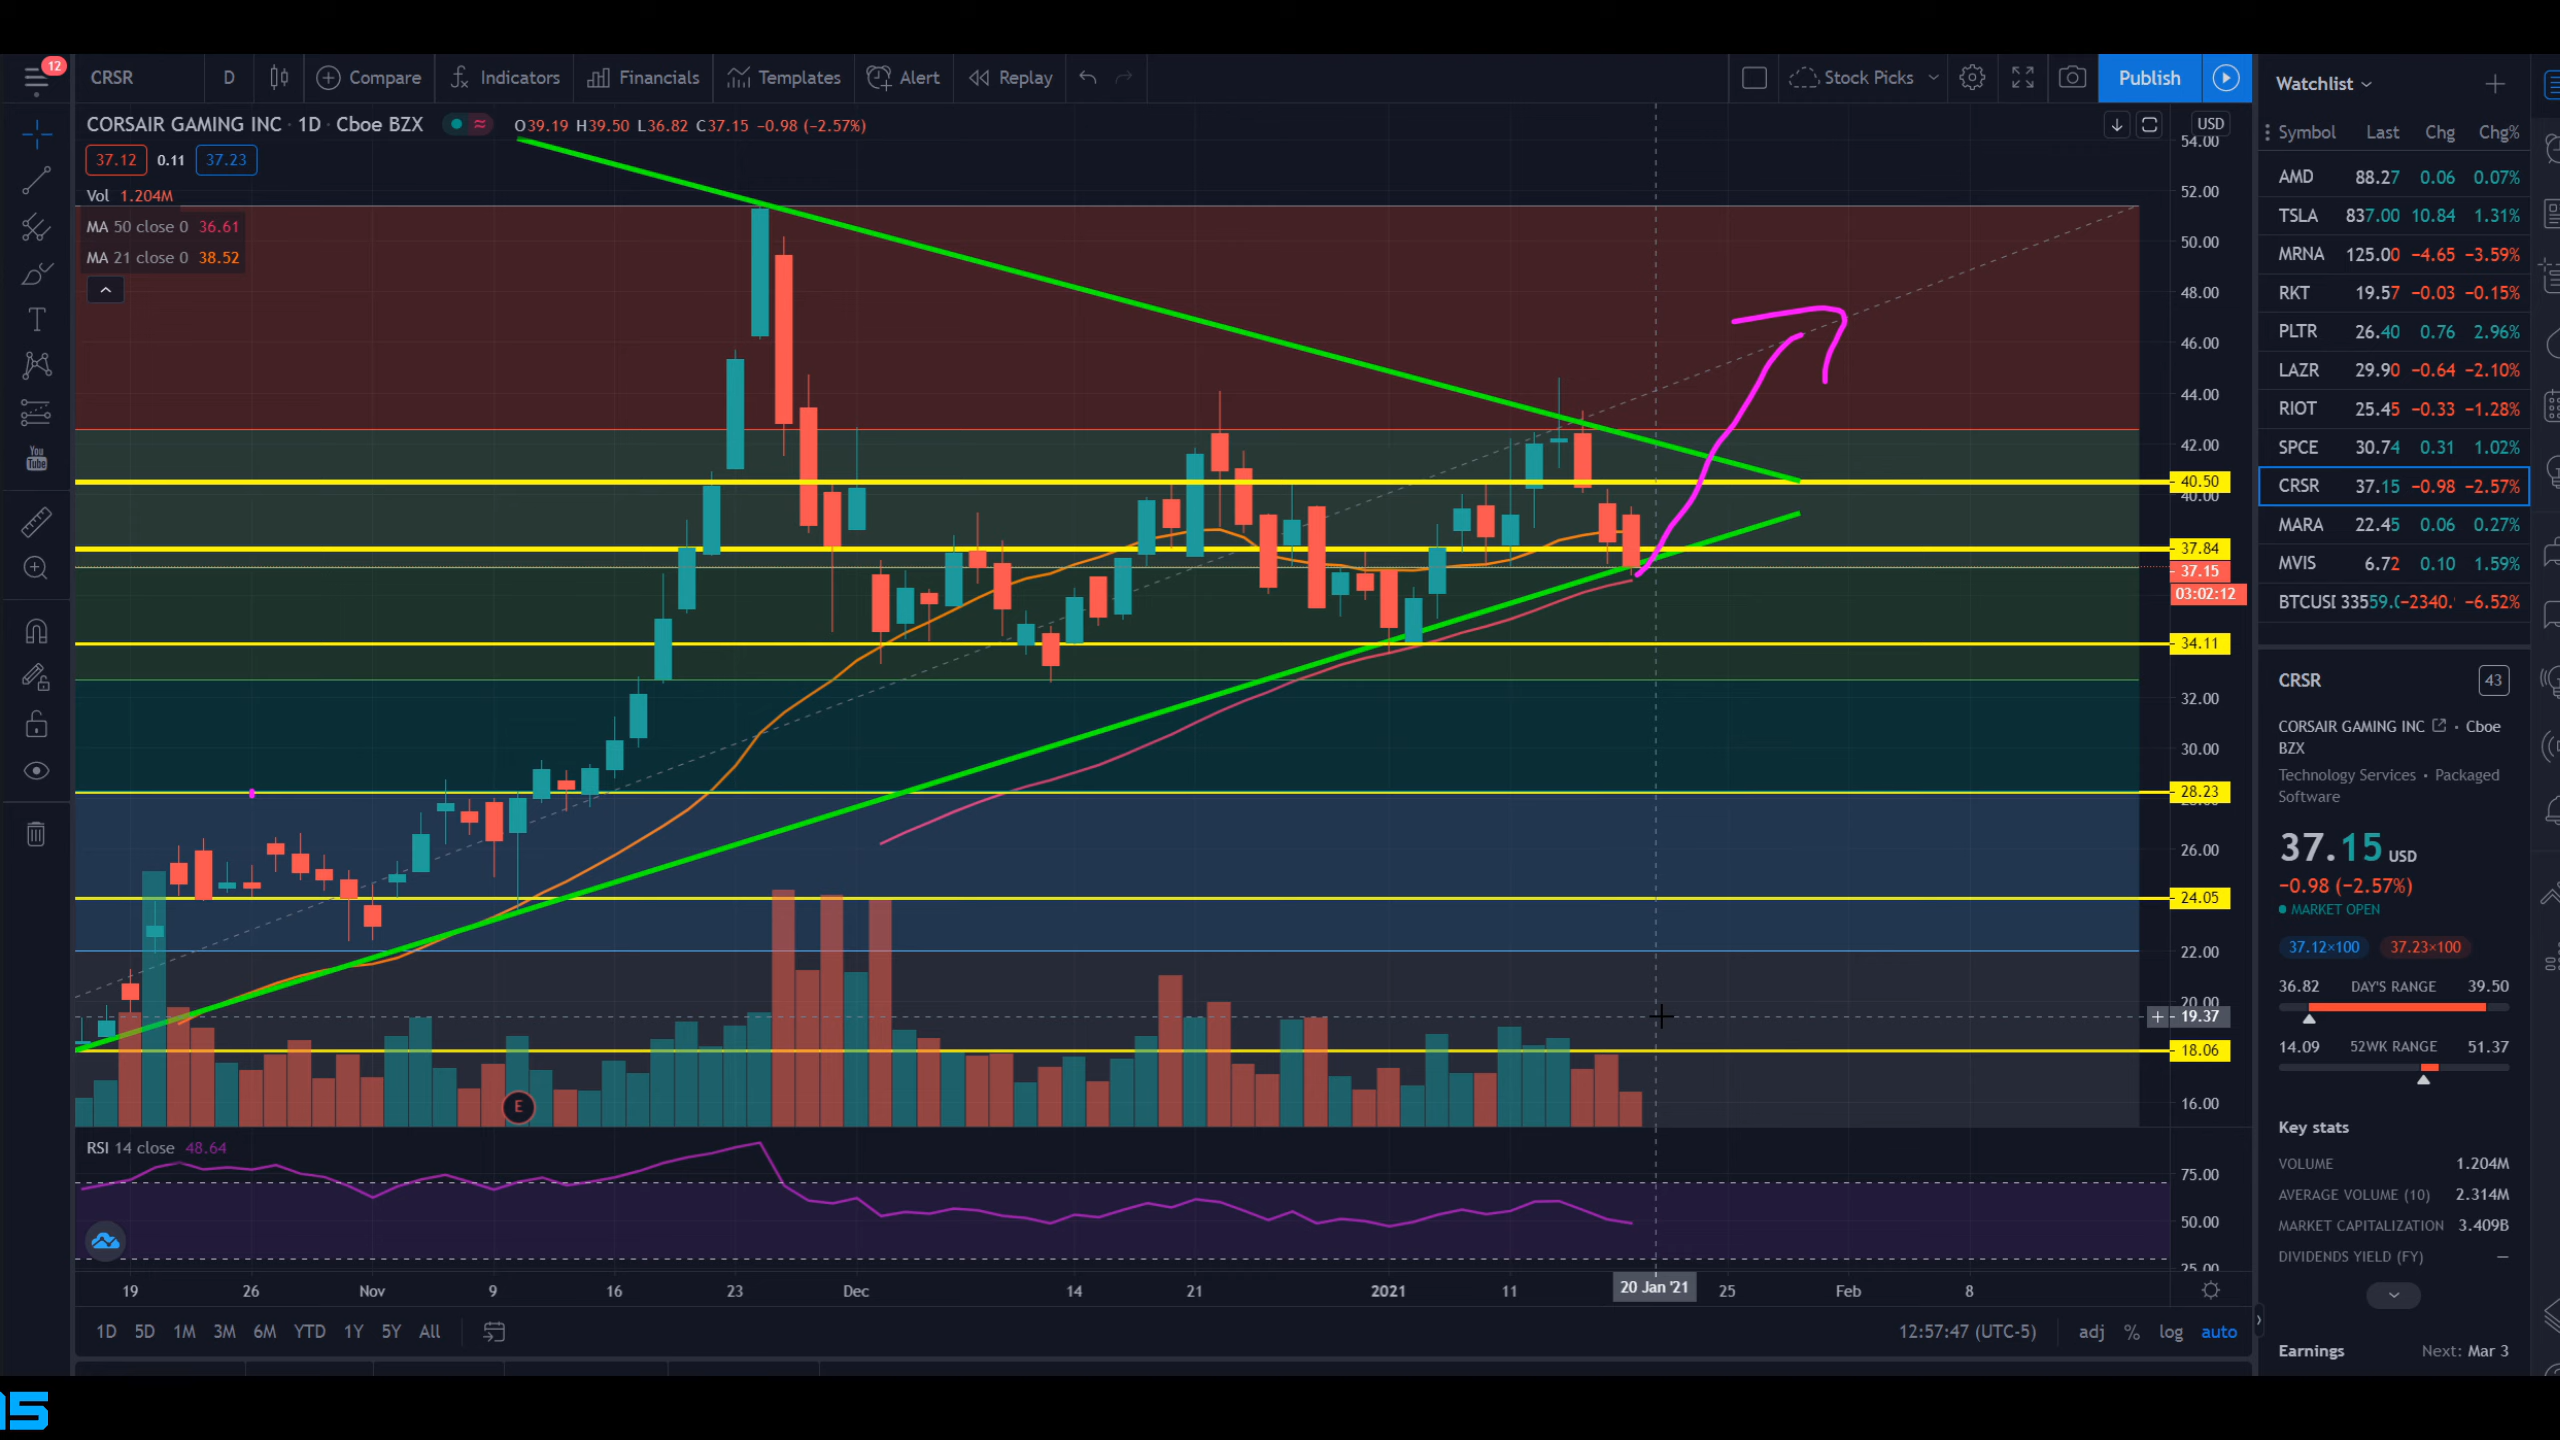 12
CRSR D Compare Indicators Financials Templates Alert Replay Stock Picks Publish
CORSAIR GAMING INC · 1D · Cboe BZX O39.19 H39.50 L36.82 C37.15 −0.98 (−2.57%)
37.12 0.11 37.23
Vol 1.204M
MA 50 close 0 36.61
MA 21 close 0 38.52
USD
54.00
52.00
50.00
48.00
46.00
44.00
42.00
40.50
40.00
37.84
37.15
03:02:12
34.11
32.00
30.00
28.23
26.00
24.05
22.00
20.00
19.37
18.06
16.00
You
Tube
E
RSI 14 close 48.64
75.00
50.00
25.00
19 26 Nov 9 16 23 Dec 14 21 2021 11 20 Jan '21 25 Feb 8
1D 5D 1M 3M 6M YTD 1Y 5Y All
12:57:47 (UTC-5) adj % log auto
Watchlist
Symbol Last Chg Chg%
AMD 88.27 0.06 0.07%
TSLA 837.00 10.84 1.31%
MRNA 125.00 −4.65 −3.59%
RKT 19.57 −0.03 −0.15%
PLTR 26.40 0.76 2.96%
LAZR 29.90 −0.64 −2.10%
RIOT 25.45 −0.33 −1.28%
SPCE 30.74 0.31 1.02%
CRSR 37.15 −0.98 −2.57%
MARA 22.45 0.06 0.27%
MVIS 6.72 0.10 1.59%
−6.52%
CRSR 43
CORSAIR GAMING INC · Cboe
BZX
Technology Services • Packaged
Software
37.15 USD
−0.98 (−2.57%)
MARKET OPEN
37.12×100 37.23×100
36.82 DAY'S RANGE 39.50
14.09 52WK RANGE 51.37
Key stats
VOLUME 1.204M
AVERAGE VOLUME (10) 2.314M
MARKET CAPITALIZATION 3.409B
DIVIDENDS YIELD (FY) —
Earnings Next: Mar 3